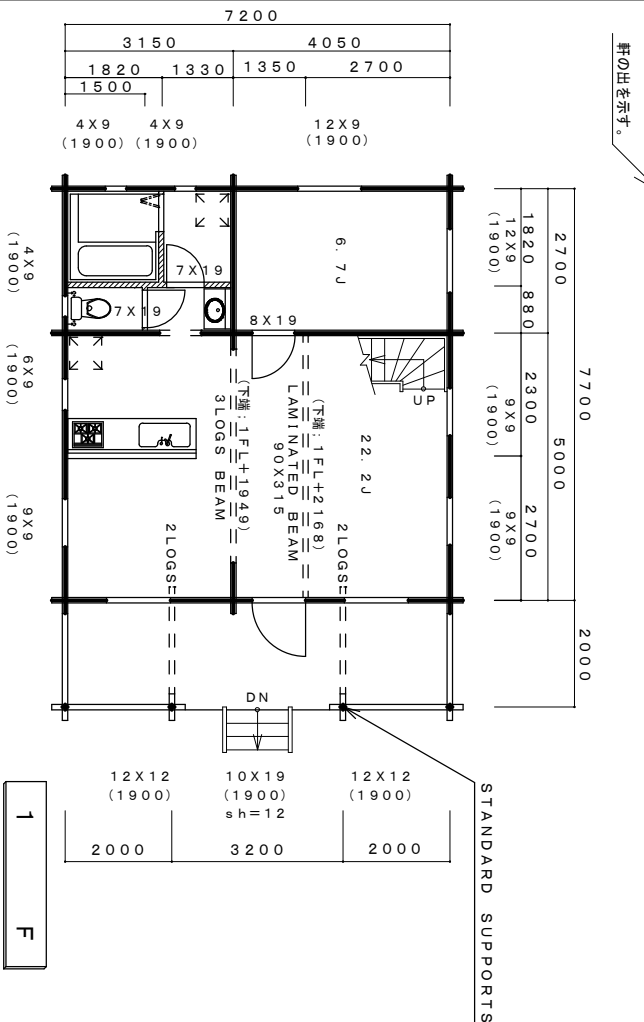 7200
3150 4050
1820 1330 1350 2700
1500
4X9 4X9 12X9
(1900) (1900) (1900)
軒の出を示す。
4X9
(1900)
6X9
(1900)
9X9
(1900)
7X19
7X19
8X19
6.7J
UP
22.2J
(下端:1FL+2168)
LAMINATED BEAM
90X315
(下端:1FL+1949)
3LOGS BEAM
2LOGS
2LOGS
DN
12X9
(1900)
9X9
(1900)
9X9
(1900)
1820 880 2300 2700
2700 5000
7700 2000
12X12 10X19 12X12
(1900) (1900) (1900)
sh=12
2000 3200 2000
STANDARD SUPPORTS
1 F